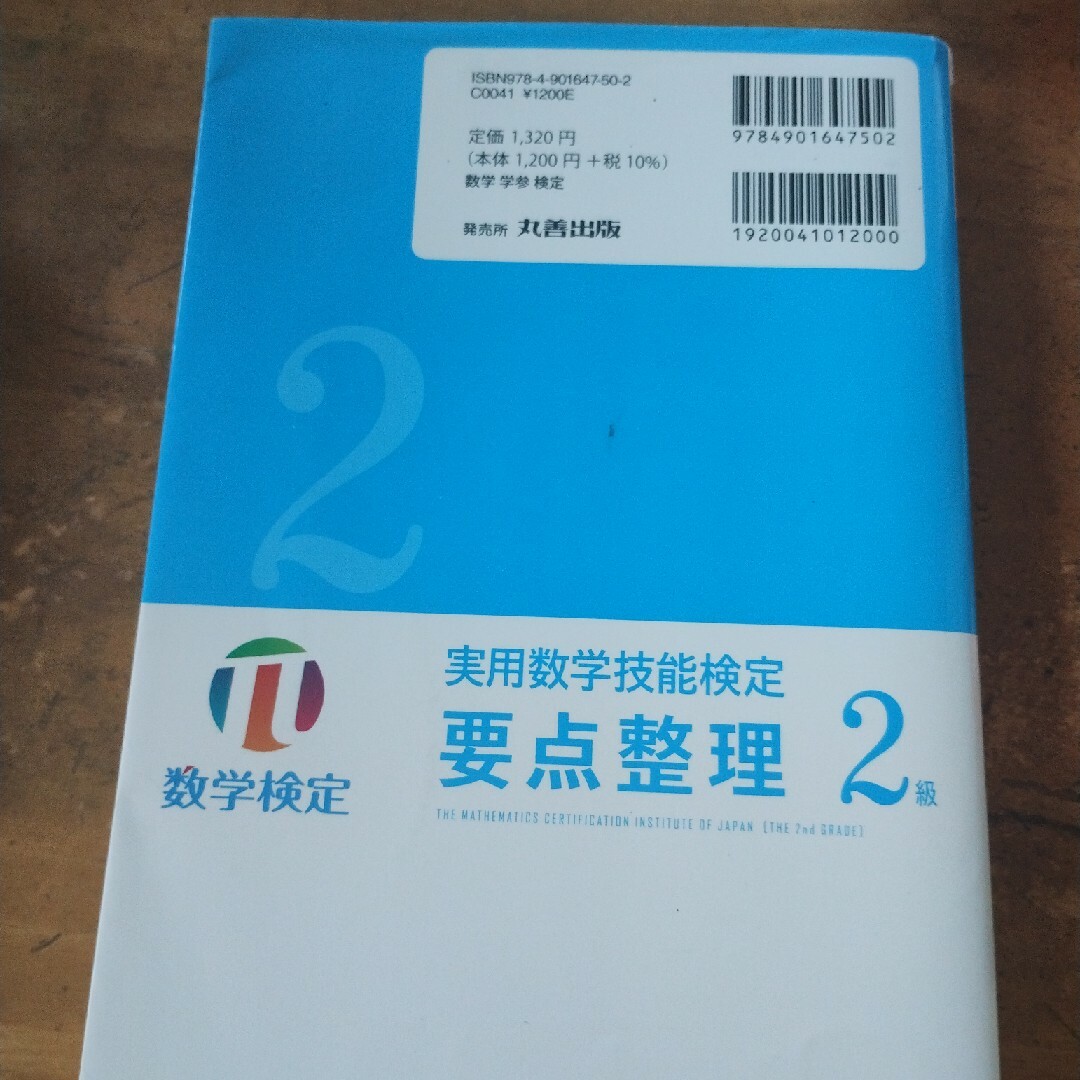 ISBN978-4-901647-50-2
C0041 ¥1200E
定価 1,320 円
(本体 1,200 円 +税 10%)
数学 学参 検定
発売所 丸善出版
9784901647502
1920041012000
2
数学検定
実用数学技能検定
要点整理 2級
THE MATHEMATICS CERTIFICATION INSTITUTE OF JAPAN [THE 2nd GRADE]